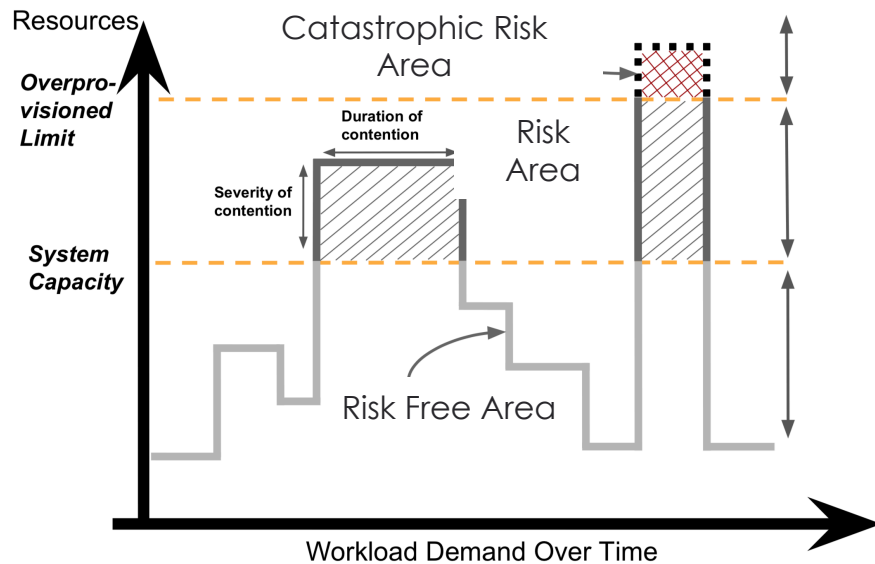 Resources
Catastrophic Risk
Area
Overpro-
visioned
Limit
Duration of
contention
Risk
Area
Severity of
contention
System
Capacity
Risk Free Area
Workload Demand Over Time